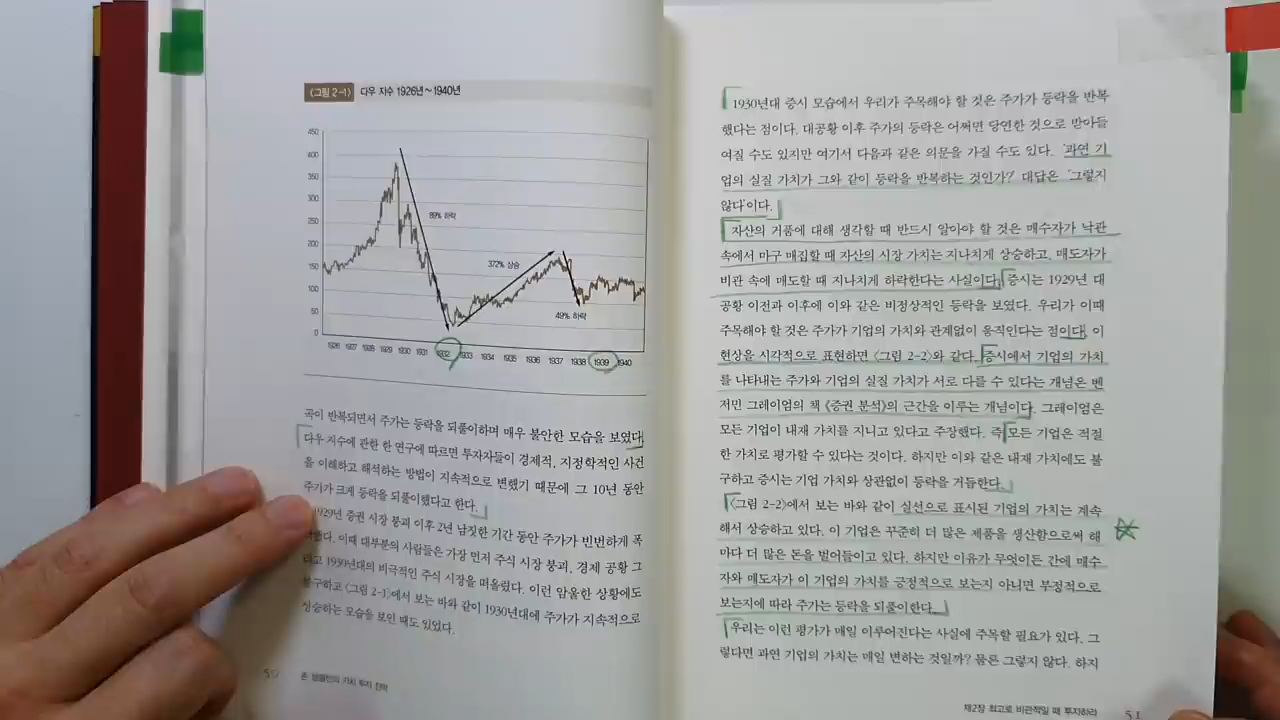 <그림 2-1> 다우 지수 1926년~1940년
450
400
350
300
250
200
150
100
50
0
89% 하락
372% 상승
49% 하락
1926 1927 1928 1929 1930 1931 1932 1933 1934 1935 1936 1937 1938 1939 1940
곡이 반복되면서 주가는 등락을 되풀이하며 매우 불안한 모습을 보였다.
다우 지수에 관한 한 연구에 따르면 투자자들이 경제적, 지정학적인 사건
을 이해하고 해석하는 방법이 지속적으로 변했기 때문에 그 10년 동안
주가가 크게 등락을 되풀이했다고 한다.
1929년 증권 시장 붕괴 이후 2년 남짓한 기간 동안 주가가 빈번하게 폭
이때 대부분의 사람들은 가장 먼저 주식 시장 붕괴, 경제 공황 그
리고 1930년대의 비극적인 주식 시장을 떠올렸다. 이런 암울한 상황에도
불구하고 <그림 2-1>에서 보는 바와 같이 1930년대에 주가가 지속적으로
상승하는 모습을 보인 때도 있었다.
50 존 템플턴의 가치 투자 전략
1930년대 증시 모습에서 우리가 주목해야 할 것은 주가가 등락을 반복
했다는 점이다. 대공황 이후 주가의 등락은 어쩌면 당연한 것으로 받아들
여질 수도 있지만 여기서 다음과 같은 의문을 가질 수도 있다. '과연 기
업의 실질 가치가 그와 같이 등락을 반복하는 것인가?' 대답은 '그렇지
않다'이다.
자산의 거품에 대해 생각할 때 반드시 알아야 할 것은 매수자가 낙관
속에서 마구 매집할 때 자산의 시장 가치는 지나치게 상승하고, 매도자가
비관 속에 매도할 때 지나치게 하락한다는 사실이다. 증시는 1929년 대
공황 이전과 이후에 이와 같은 비정상적인 등락을 보였다. 우리가 이때
주목해야 할 것은 주가가 기업의 가치와 관계없이 움직인다는 점이다. 이
현상을 시각적으로 표현하면 <그림 2-2>와 같다. 증시에서 기업의 가치
를 나타내는 주가와 기업의 실질 가치가 서로 다를 수 있다는 개념은 벤
저민 그레이엄의 책 《증권 분석》의 근간을 이루는 개념이다. 그레이엄은
모든 기업이 내재 가치를 지니고 있다고 주장했다. 즉 모든 기업은 적절
한 가치로 평가할 수 있다는 것이다. 하지만 이와 같은 내재 가치에도 불
구하고 증시는 기업 가치와 상관없이 등락을 거듭한다.
<그림 2-2>에서 보는 바와 같이 실선으로 표시된 기업의 가치는 계속
해서 상승하고 있다. 이 기업은 꾸준히 더 많은 제품을 생산함으로써 해
마다 더 많은 돈을 벌어들이고 있다. 하지만 이유가 무엇이든 간에 매수
자와 매도자가 이 기업의 가치를 긍정적으로 보는지 아니면 부정적으로
보는지에 따라 주가는 등락을 되풀이한다.
우리는 이런 평가가 매일 이루어진다는 사실에 주목할 필요가 있다. 그
렇다면 과연 기업의 가치는 매일 변하는 것일까? 물론 그렇지 않다. 하지
제2장 최고로 비관적일 때 투자하라 51